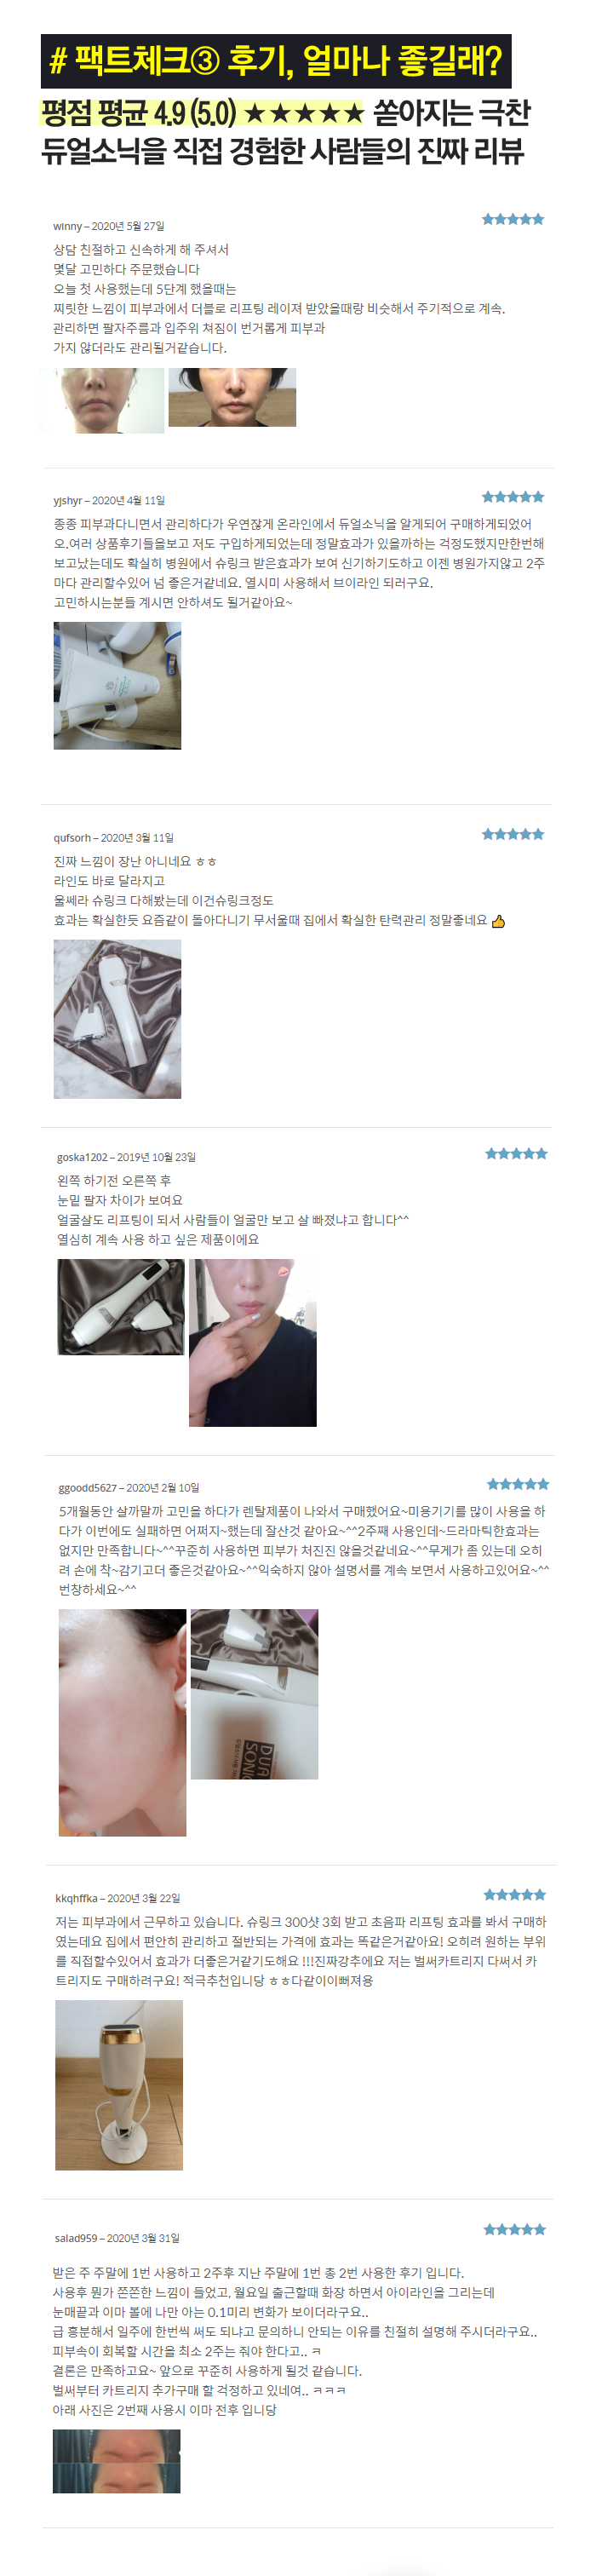 # 팩트체크③ 후기, 얼마나 좋길래?
평점 평균 4.9 (5.0) ★★★★★ 쏟아지는 극찬
듀얼소닉을 직접 경험한 사람들의 진짜 리뷰
winny – 2020년 5월 27일
★★★★★
상담 친절하고 신속하게 해 주셔서
몇달 고민하다 주문했습니다
오늘 첫 사용했는데 5단계 했을때는
찌릿한 느낌이 피부과에서 더블로 리프팅 레이져 받았을때랑 비슷해서 주기적으로 계속.
관리하면 팔자주름과 입주위 쳐짐이 번거롭게 피부과
가지 않더라도 관리될거같습니다.
yjshyr – 2020년 4월 11일
★★★★★
종종 피부과다니면서 관리하다가 우연잖게 온라인에서 듀얼소닉을 알게되어 구매하게되었어
오.여러 상품후기들을보고 저도 구입하게되었는데 정말효과가 있을까하는 걱정도했지만한번해
보고났는데도 확실히 병원에서 슈링크 받은효과가 보여 신기하기도하고 이젠 병원가지않고 2주
마다 관리할수있어 넘 좋은거같네요. 열시미 사용해서 브이라인 되러구요.
고민하시는분들 계시면 안하셔도 될거같아요~
qufsorh – 2020년 3월 11일
★★★★★
진짜 느낌이 장난 아니네요 ㅎㅎ
라인도 바로 달라지고
울쎄라 슈링크 다해봤는데 이건슈링크정도
효과는 확실한듯 요즘같이 돌아다니기 무서울때 집에서 확실한 탄력관리 정말좋네요 👍
goska1202 – 2019년 10월 23일
★★★★★
왼쪽 하기전 오른쪽 후
눈밑 팔자 차이가 보여요
얼굴살도 리프팅이 되서 사람들이 얼굴만 보고 살 빠졌냐고 합니다^^
열심히 계속 사용 하고 싶은 제품이에요
ggoodd5627 – 2020년 2월 10일
★★★★★
5개월동안 살까말까 고민을 하다가 렌탈제품이 나와서 구매했어요~미용기기를 많이 사용을 하
다가 이번에도 실패하면 어쩌지~했는데 잘산것 같아요~^^2주째 사용인데~드라마틱한효과는
없지만 만족합니다~^^꾸준히 사용하면 피부가 처진진 않을것같네요~^^무게가 좀 있는데 오히
려 손에 착~감기고더 좋은것같아요~^^익숙하지 않아 설명서를 계속 보면서 사용하고있어요~^^
번창하세요~^^
DUA
SONIC
kkqhffka – 2020년 3월 22일
★★★★★
저는 피부과에서 근무하고 있습니다. 슈링크 300샷 3회 받고 초음파 리프팅 효과를 봐서 구매하
였는데요 집에서 편안히 관리하고 절반되는 가격에 효과는 똑같은거같아요! 오히려 원하는 부위
를 직접할수있어서 효과가 더좋은거같기도해요 !!!진짜강추에요 저는 벌써카트리지 다써서 카
트리지도 구매하려구요! 적극추천입니당 ㅎㅎ다같이이뻐져용
salad959 – 2020년 3월 31일
★★★★★
받은 주 주말에 1번 사용하고 2주후 지난 주말에 1번 총 2번 사용한 후기 입니다.
사용후 뭔가 쫀쫀한 느낌이 들었고, 월요일 출근할때 화장 하면서 아이라인을 그리는데
눈매끝과 이마 볼에 나만 아는 0.1미리 변화가 보이더라구요..
급 흥분해서 일주에 한번씩 써도 되냐고 문의하니 안되는 이유를 친절히 설명해 주시더라구요..
피부속이 회복할 시간을 최소 2주는 줘야 한다고.. ㅋ
결론은 만족하고요~ 앞으로 꾸준히 사용하게 될것 같습니다.
벌써부터 카트리지 추가구매 할 걱정하고 있네여.. ㅋㅋㅋ
아래 사진은 2번째 사용시 이마 전후 입니당